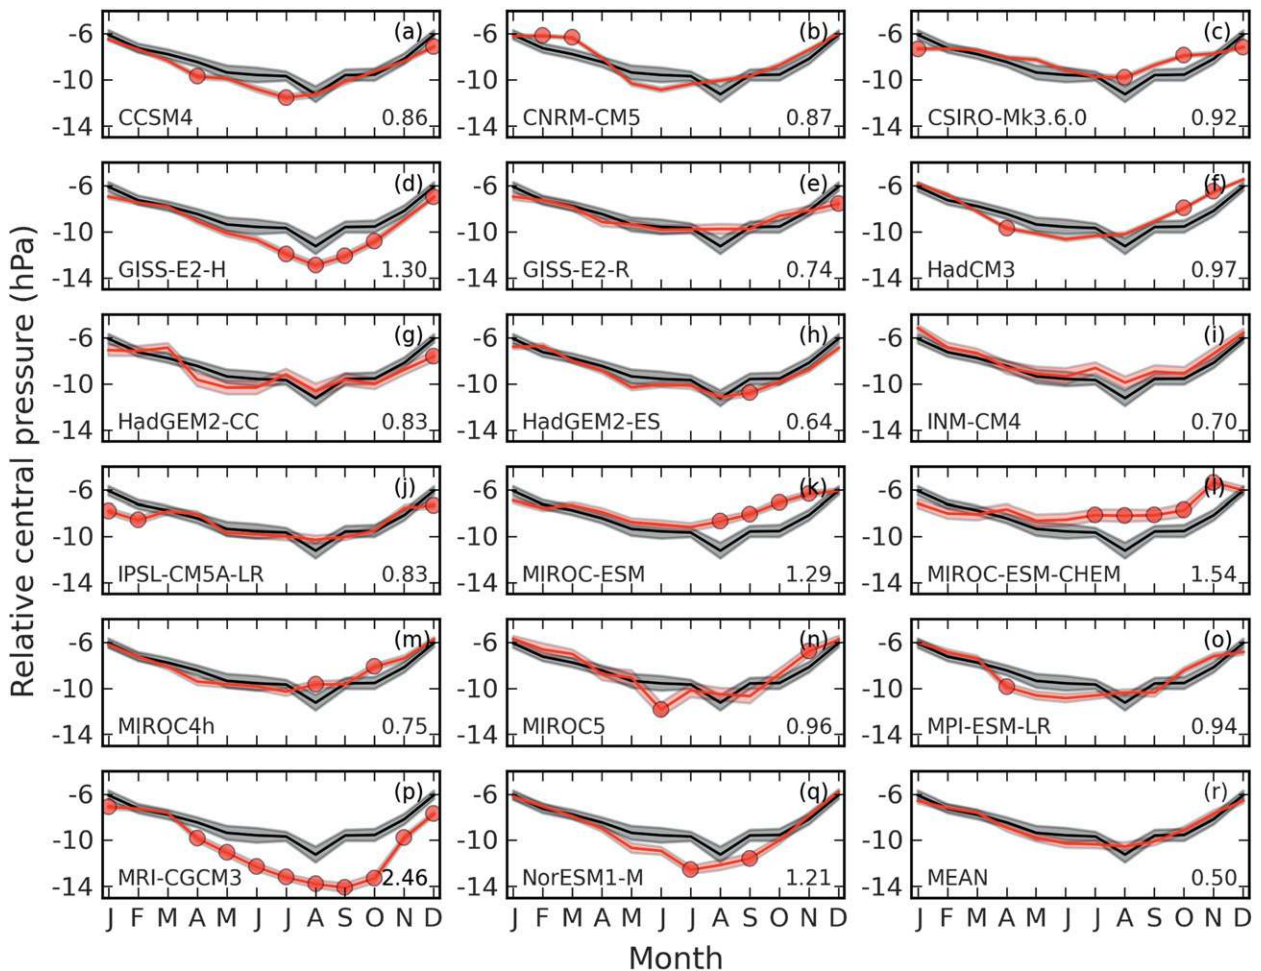 Relative central pressure (hPa)
-6
-10
-14
(a)
CCSM4
0.86
-6
-10
-14
(b)
CNRM-CM5
0.87
-6
-10
-14
(c)
CSIRO-Mk3.6.0
0.92
-6
-10
-14
(d)
GISS-E2-H
1.30
-6
-10
-14
(e)
GISS-E2-R
0.74
-6
-10
-14
(f)
HadCM3
0.97
-6
-10
-14
(g)
HadGEM2-CC
0.83
-6
-10
-14
(h)
HadGEM2-ES
0.64
-6
-10
-14
(i)
INM-CM4
0.70
-6
-10
-14
(j)
IPSL-CM5A-LR
0.83
-6
-10
-14
(k)
MIROC-ESM
1.29
-6
-10
-14
(l)
MIROC-ESM-CHEM
1.54
-6
-10
-14
(m)
MIROC4h
0.75
-6
-10
-14
(n)
MIROC5
0.96
-6
-10
-14
(o)
MPI-ESM-LR
0.94
-6
-10
-14
(p)
MRI-CGCM3
2.46
-6
-10
-14
(q)
NorESM1-M
1.21
-6
-10
-14
(r)
MEAN
0.50
J F M A M J J A S O N D
J F M A M J J A S O N D
J F M A M J J A S O N D
Month